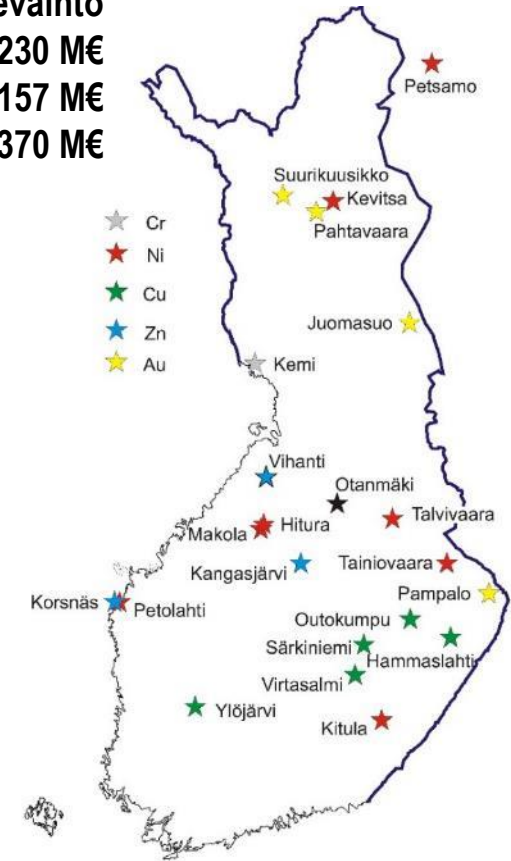 230 M€
157 M€
370 M€
Petsamo
Suurikuusikko
Kevitsa
Pahtavaara
Cr
Ni
Cu
Zn
Au
Juomasuo
Kemi
Vihanti
Otanmäki
Talvivaara
Hitura
Makola
Tainiovaara
Kangasjärvi
Pampalo
Korsnäs
Petolahti
Outokumpu
Särkiniemi
Hammaslahti
Virtasalmi
Ylöjärvi
Kitula